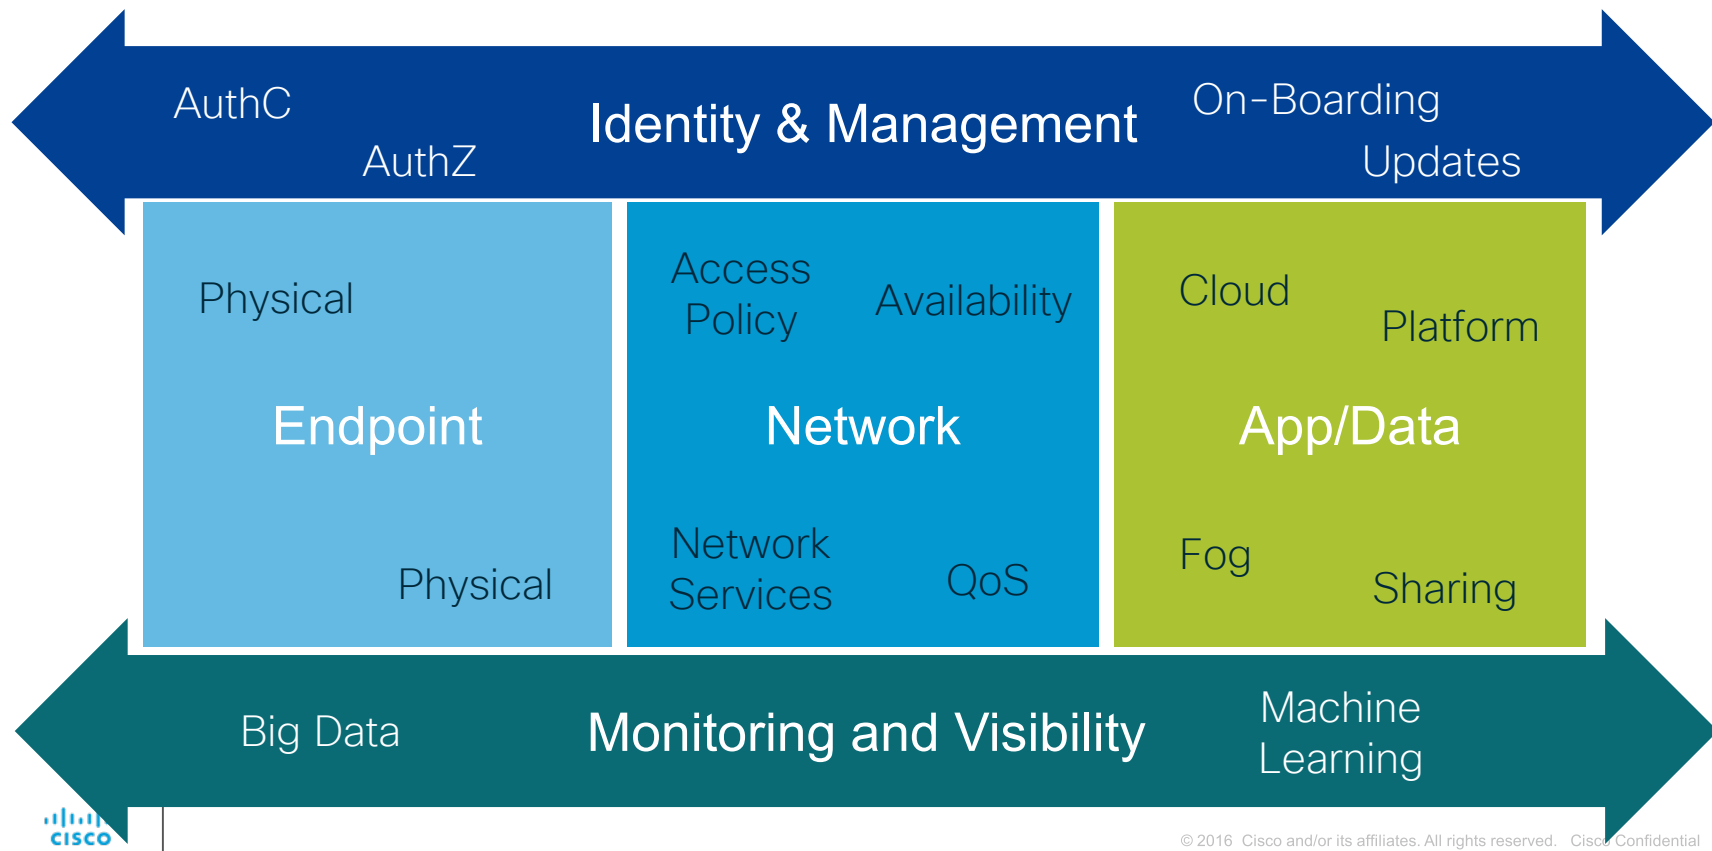 AuthC
AuthZ
Identity & Management
On-Boarding
Updates
Physical
Endpoint
Physical
Access
Policy
Availability
Network
Network
Services
QoS
Cloud
Platform
App/Data
Fog
Sharing
Big Data
Monitoring and Visibility
Machine
Learning
CISCO
© 2016 Cisco and/or its affiliates. All rights reserved. Cisco Confidential